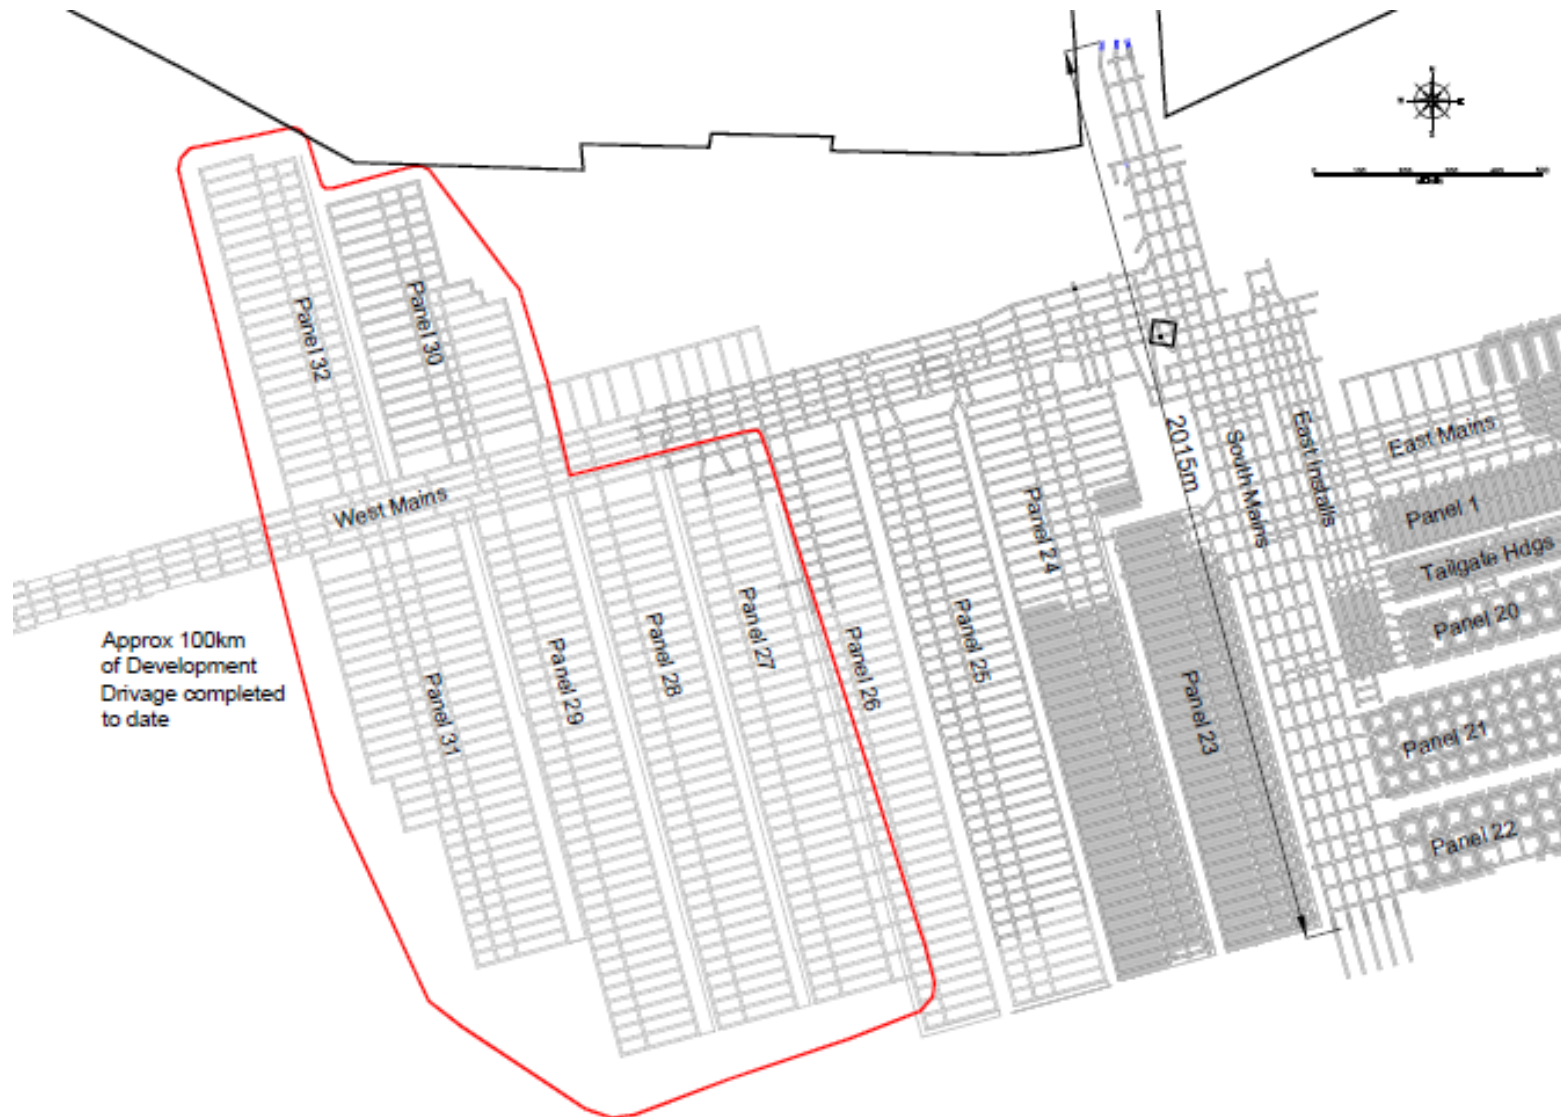 Panel 32
Panel 30
West Mains
Approx 100km
of Development
Drivage completed
to date
Panel 31
Panel 29
Panel 28
Panel 27
Panel 26
Panel 25
Panel 24
Panel 23
2015m
South Mains
East Installs
East Mains
Panel 1
Tailgate Hdgs
Panel 20
Panel 21
Panel 22